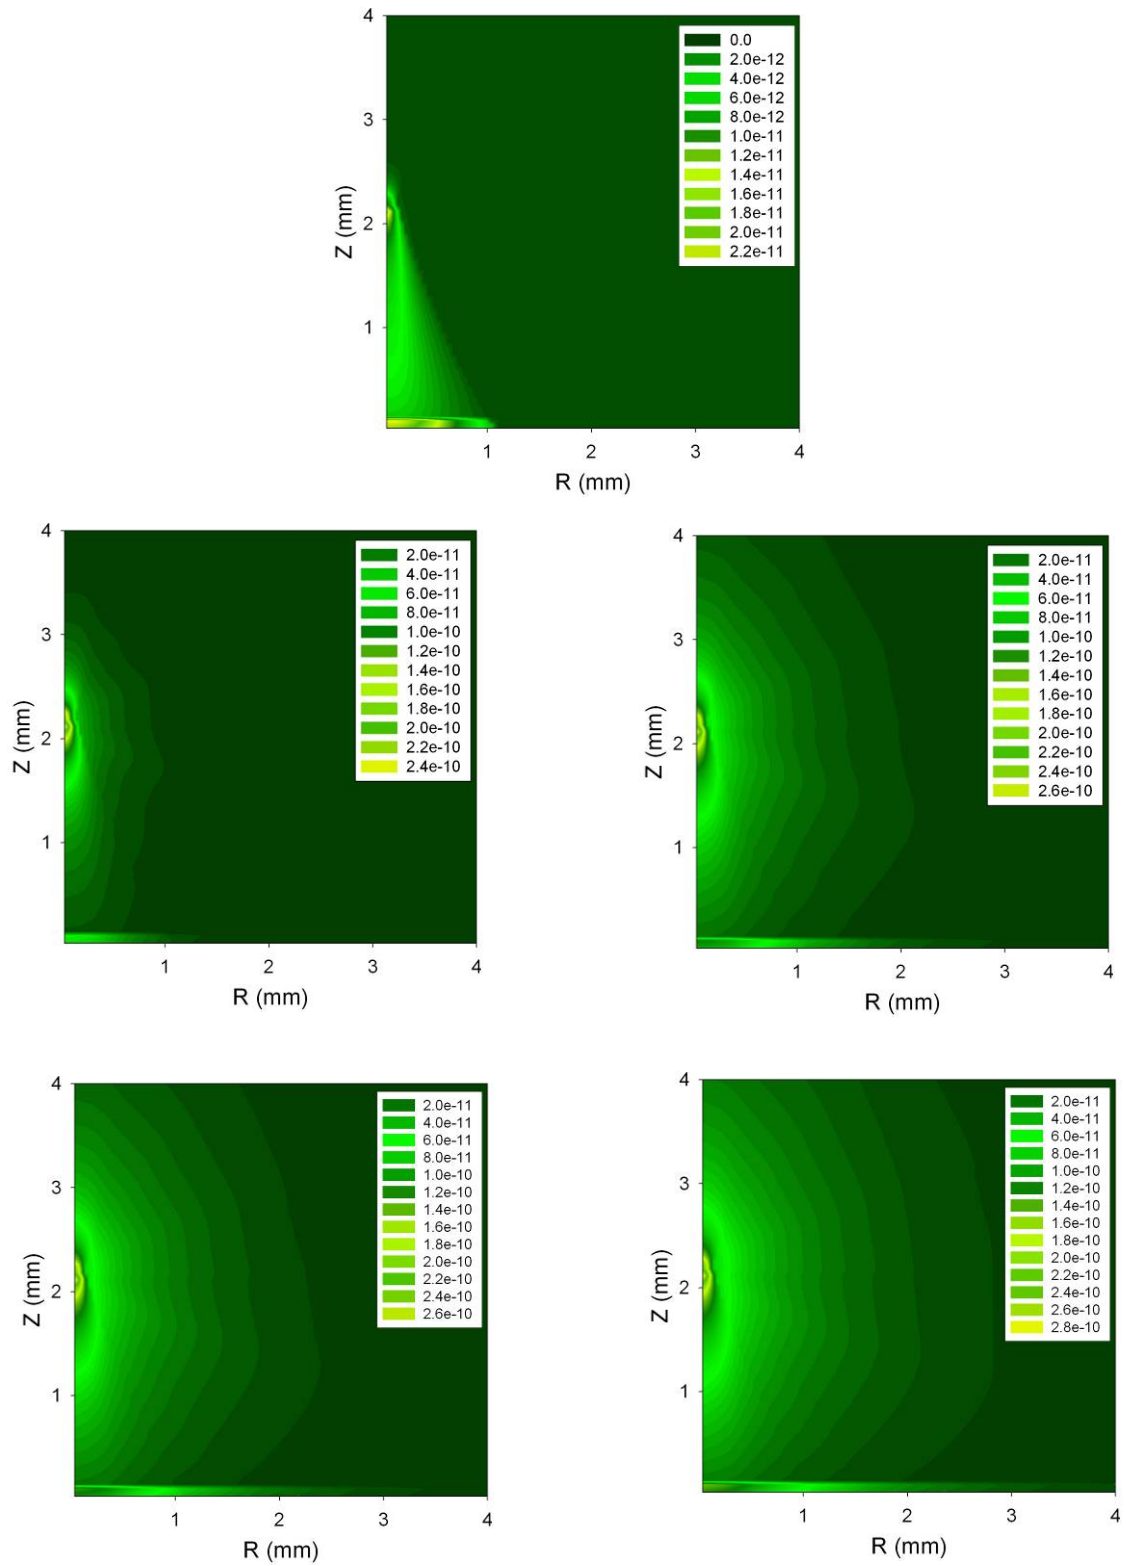 4
3
2
1
Z (mm)
0.0
2.0e-12
4.0e-12
6.0e-12
8.0e-12
1.0e-11
1.2e-11
1.4e-11
1.6e-11
1.8e-11
2.0e-11
2.2e-11
1 2 3 4
R (mm)
4
3
2
1
Z (mm)
2.0e-11
4.0e-11
6.0e-11
8.0e-11
1.0e-10
1.2e-10
1.4e-10
1.6e-10
1.8e-10
2.0e-10
2.2e-10
2.4e-10
1 2 3 4
R (mm)
4
3
2
1
Z (mm)
2.0e-11
4.0e-11
6.0e-11
8.0e-11
1.0e-10
1.2e-10
1.4e-10
1.6e-10
1.8e-10
2.0e-10
2.2e-10
2.4e-10
2.6e-10
1 2 3 4
R (mm)
4
3
2
1
Z (mm)
2.0e-11
4.0e-11
6.0e-11
8.0e-11
1.0e-10
1.2e-10
1.4e-10
1.6e-10
1.8e-10
2.0e-10
2.2e-10
2.4e-10
2.6e-10
1 2 3 4
R (mm)
4
3
2
1
Z (mm)
2.0e-11
4.0e-11
6.0e-11
8.0e-11
1.0e-10
1.2e-10
1.4e-10
1.6e-10
1.8e-10
2.0e-10
2.2e-10
2.4e-10
2.6e-10
2.8e-10
1 2 3 4
R (mm)